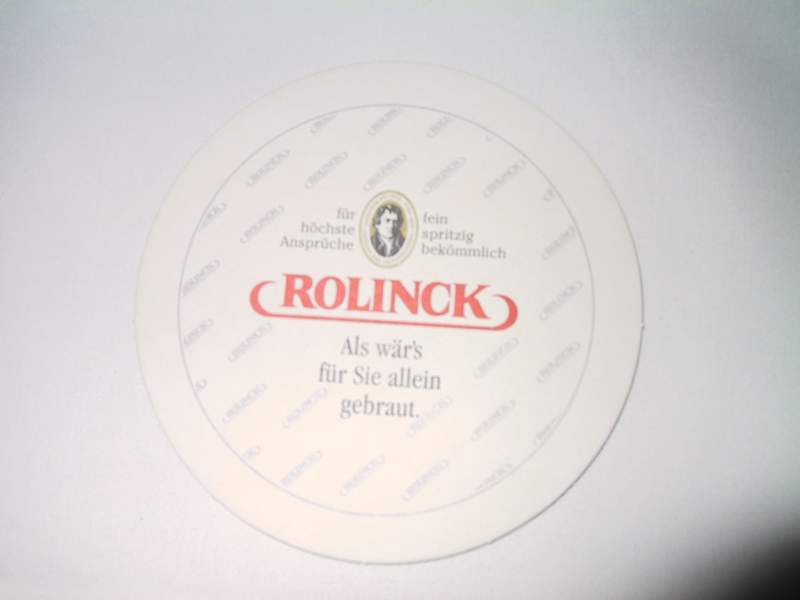 für
höchste
Ansprüche
fein
spritzig
bekömmlich
ROLINCK
Als wär's
für Sie allein
gebraut.